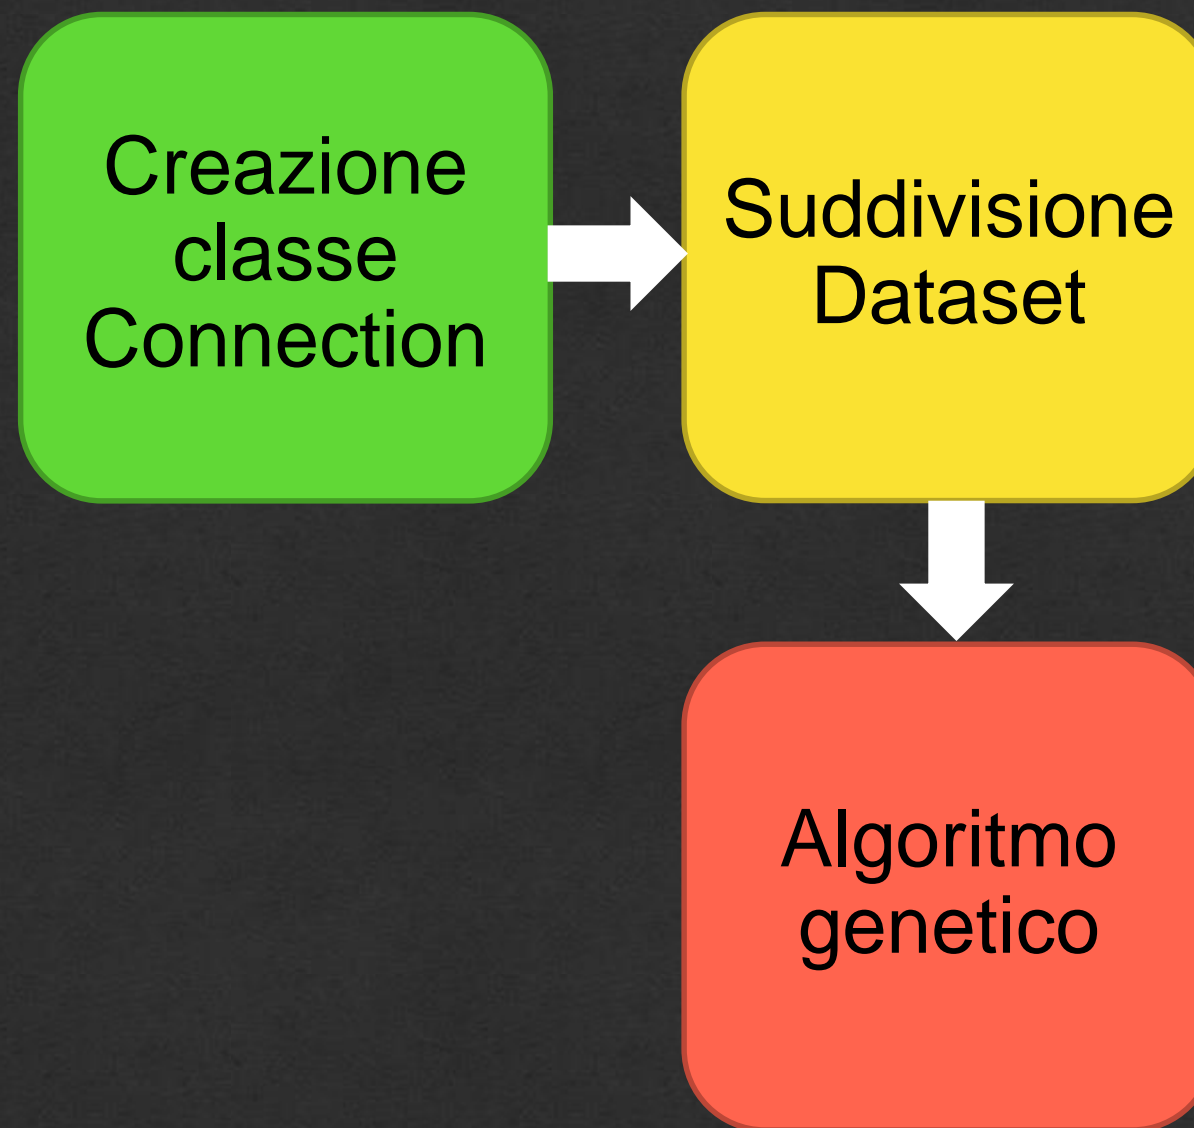 Creazione
classe
Connection
Suddivisione
Dataset
Algoritmo
genetico